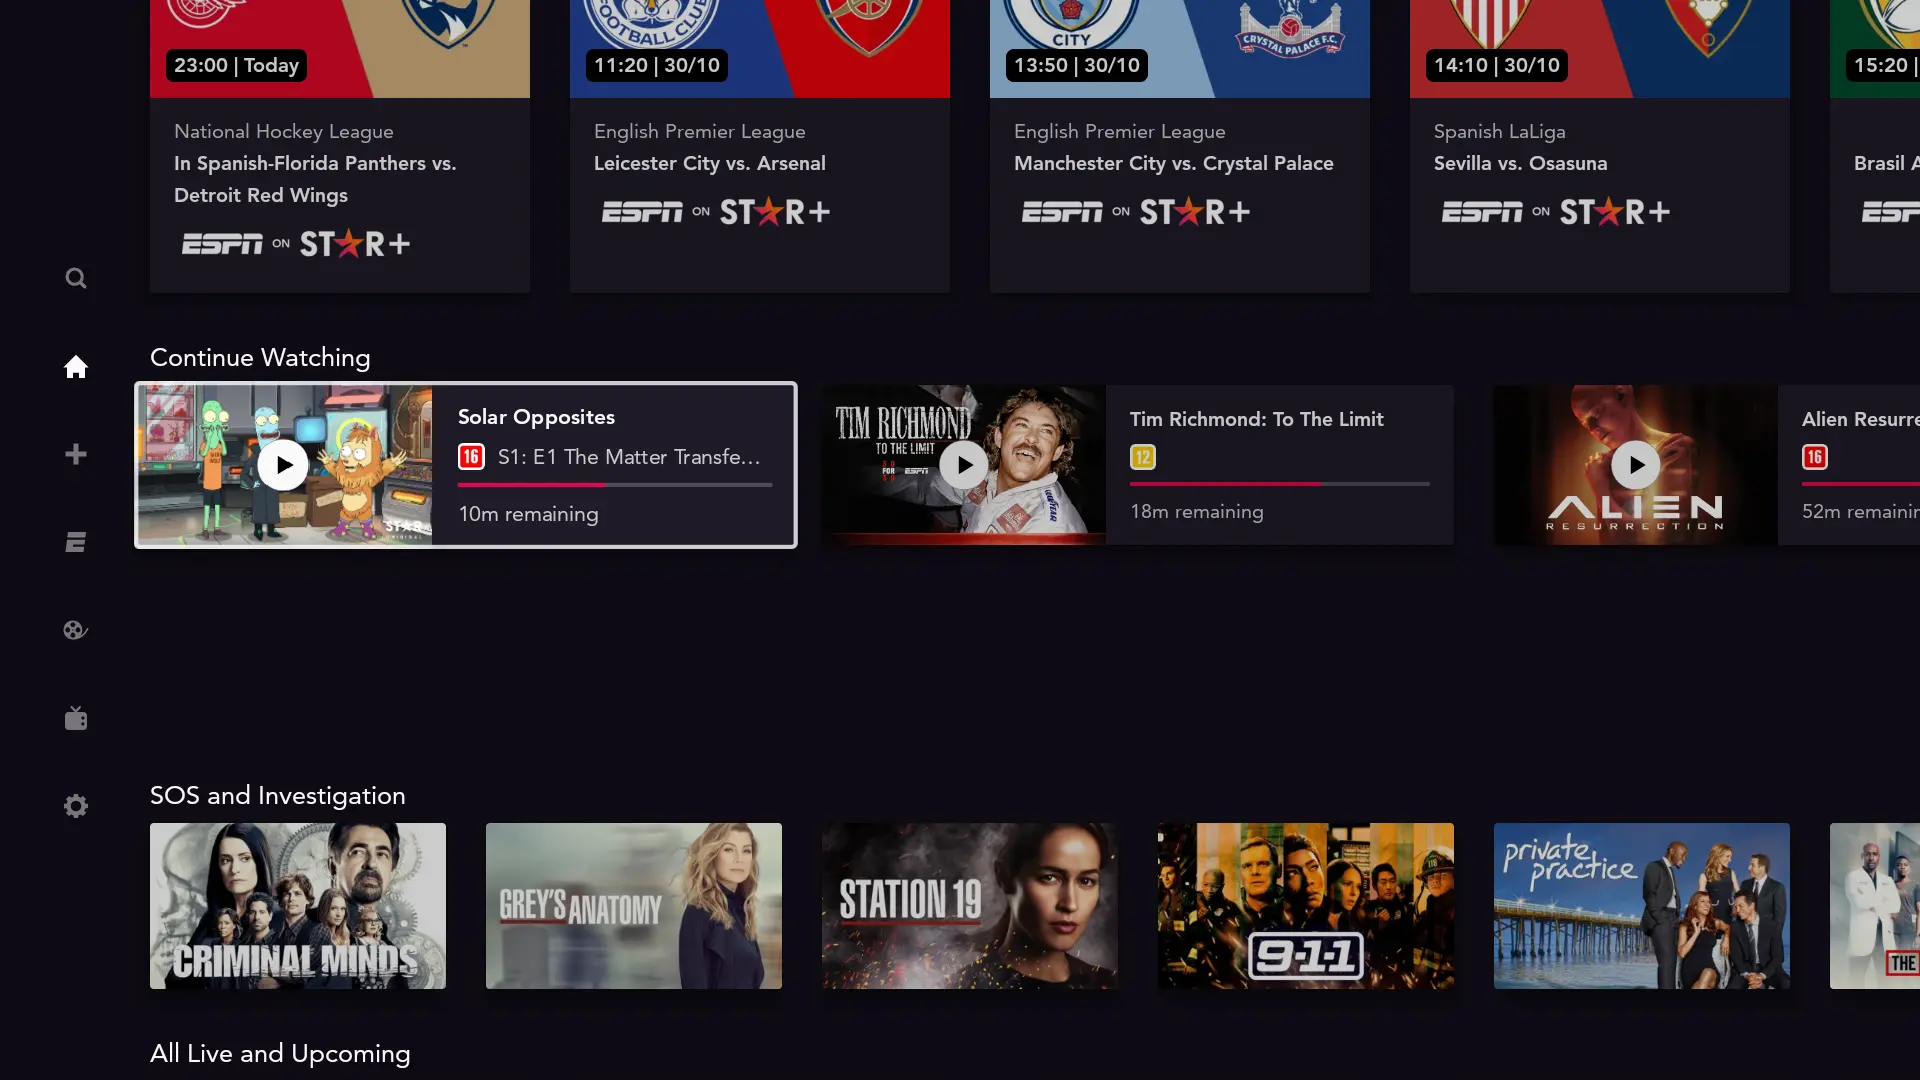 FOOTBALL CLUB
CITY
CRYSTAL PALACE F.C.
23:00 | Today
11:20 | 30/10
13:50 | 30/10
14:10 | 30/10
15:20 |
National Hockey League
In Spanish-Florida Panthers vs.
Detroit Red Wings
ESPN ON STAR+
English Premier League
Leicester City vs. Arsenal
ESPN ON STAR+
English Premier League
Manchester City vs. Crystal Palace
ESPN ON STAR+
Spanish LaLiga
Sevilla vs. Osasuna
ESPN ON STAR+
Brasil
Continue Watching
Solar Opposites
16 S1: E1 The Matter Transfe...
10m remaining
STAR
ORIGINAL
TIM RICHMOND
TO THE LIMIT
30 FOR 30 ESPN
GOODYEAR
Tim Richmond: To The Limit
12
18m remaining
ALIEN
RESURRECTION
Alien Resurre
16
52m remainin
SOS and Investigation
CRIMINAL MINDS
GREY'S ANATOMY
STATION 19
9-1-1
private
practice
THE
All Live and Upcoming